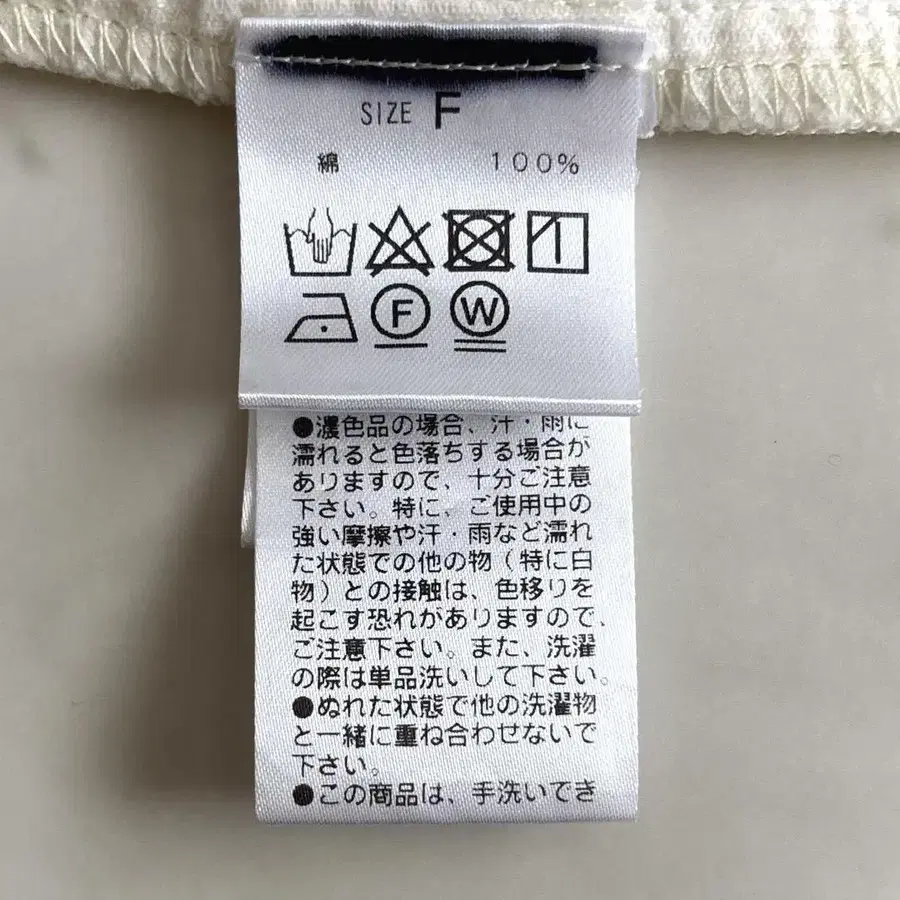 SIZE F
綿 100%
F W
●濃色品の場合、汗・雨に
濡れると色落ちする場合が
ありますので、十分ご注意
下さい。特に、ご使用中の
強い摩擦や汗・雨など濡れ
た状態での他の物(特に白
物)との接触は、色移りを
起こす恐れがありますので、
ご注意下さい。また、洗濯
の際は単品洗いして下さい。
●ぬれた状態で他の洗濯物
と一緒に重ね合わせないで
下さい。
●この商品は、手洗いでき